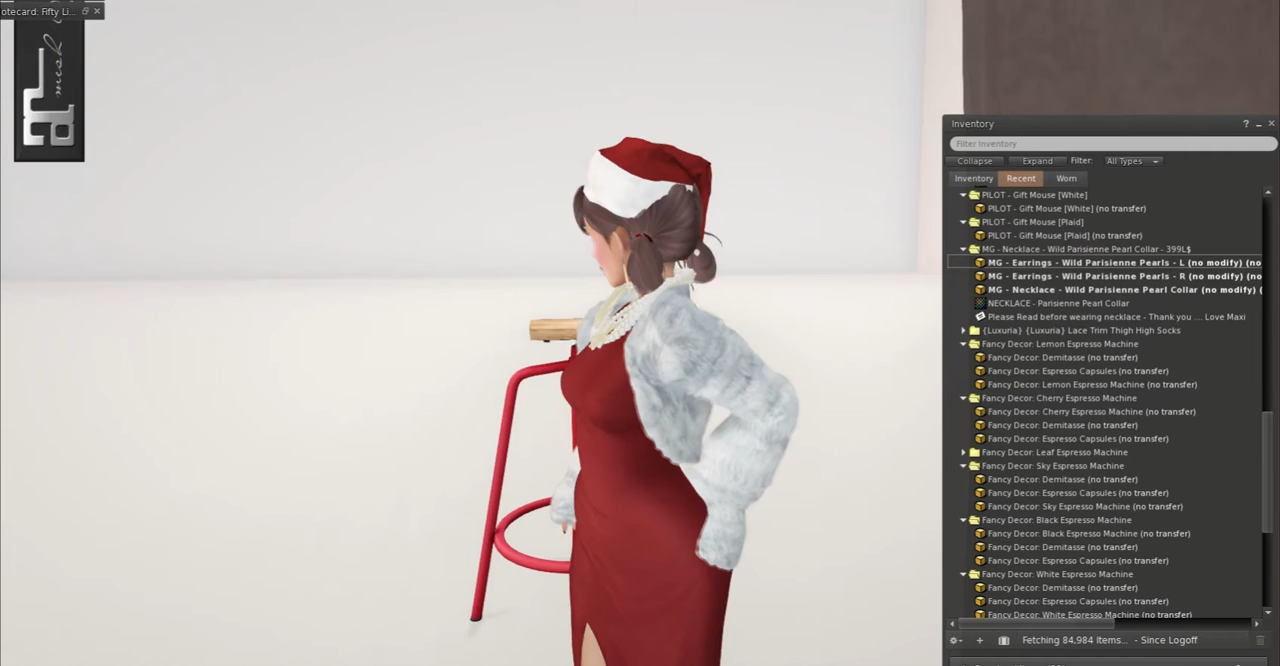 otecard: Fifty Li...
mesh
Inventory
Filter Inventory
Collapse Expand Filter: All Types
Inventory Recent Worn
PILOT - Gift Mouse [White]
PILOT - Gift Mouse [White] (no transfer)
PILOT - Gift Mouse [Plaid]
PILOT - Gift Mouse [Plaid] (no transfer)
MG - Necklace - Wild Parisienne Pearl Collar - 399L$
MG - Earrings - Wild Parisienne Pearls - L (no modify) (no
MG - Earrings - Wild Parisienne Pearls - R (no modify) (no
MG - Necklace - Wild Parisienne Pearl Collar (no modify) (
NECKLACE - Parisienne Pearl Collar
Please Read before wearing necklace - Thank you .... Love Maxi
{Luxuria} {Luxuria} Lace Trim Thigh High Socks
Fancy Decor: Lemon Espresso Machine
Fancy Decor: Demitasse (no transfer)
Fancy Decor: Espresso Capsules (no transfer)
Fancy Decor: Lemon Espresso Machine (no transfer)
Fancy Decor: Cherry Espresso Machine
Fancy Decor: Cherry Espresso Machine (no transfer)
Fancy Decor: Demitasse (no transfer)
Fancy Decor: Espresso Capsules (no transfer)
Fancy Decor: Leaf Espresso Machine
Fancy Decor: Sky Espresso Machine
Fancy Decor: Demitasse (no transfer)
Fancy Decor: Espresso Capsules (no transfer)
Fancy Decor: Sky Espresso Machine (no transfer)
Fancy Decor: Black Espresso Machine
Fancy Decor: Black Espresso Machine (no transfer)
Fancy Decor: Demitasse (no transfer)
Fancy Decor: Espresso Capsules (no transfer)
Fancy Decor: White Espresso Machine
Fancy Decor: Demitasse (no transfer)
Fancy Decor: Espresso Capsules (no transfer)
Fancy Decor: White Espresso Machine (no transfer)
Fetching 84,984 Items... - Since Logoff